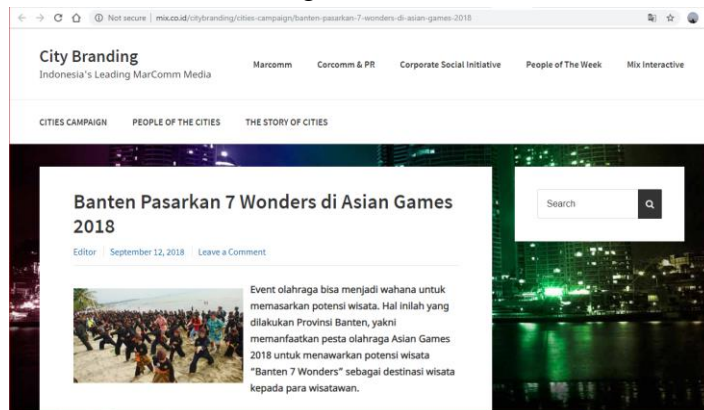 Not secure | mix.co.id/citybranding/cities-campaign/banten-pasarkan-7-wonders-di-asian-games-2018
City Branding
Indonesia's Leading MarComm Media
Marcomm
Corcomm & PR
Corporate Social Initiative
People of The Week
Mix Interactive
CITIES CAMPAIGN
PEOPLE OF THE CITIES
THE STORY OF CITIES
Banten Pasarkan 7 Wonders di Asian Games
2018
Editor
September 12, 2018
Leave a Comment
Search
Event olahraga bisa menjadi wahana untuk
memasarkan potensi wisata. Hal inilah yang
dilakukan Provinsi Banten, yakni
memanfaatkan pesta olahraga Asian Games
2018 untuk menawarkan potensi wisata
"Banten 7 Wonders" sebagai destinasi wisata
kepada para wisatawan.